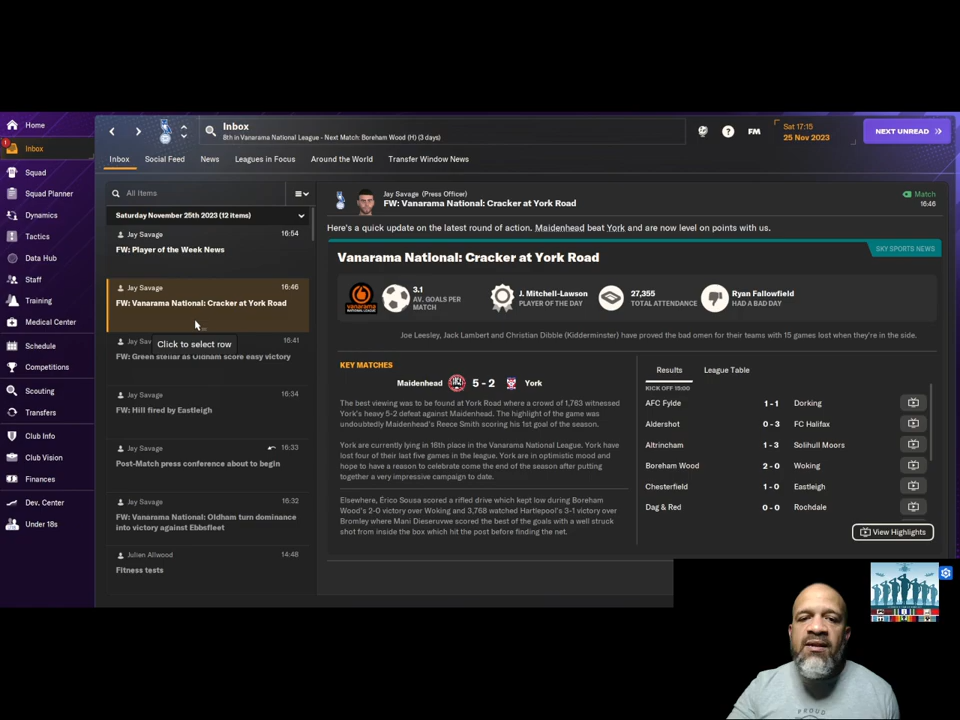 Home
Inbox
Squad
Squad Planner
Dynamics
Tactics
Data Hub
Staff
Training
Medical Center
Schedule
Competitions
Scouting
Transfers
Club Info
Club Vision
Finances
Dev. Center
Under 18s
Inbox
8th in Vanarama National League - Next Match: Boreham Wood (H) (3 days)
FM
Sat 17:15
25 Nov 2023
NEXT UNREAD
Inbox
Social Feed
News
Leagues in Focus
Around the World
Transfer Window News
All Items
Saturday November 25th 2023 (12 items)
Jay Savage 16:54
FW: Player of the Week News
Jay Savage 16:46
FW: Vanarama National: Cracker at York Road
Click to select row
Jay Sav 16:41
FW: Green stellar as Oldham score easy victory
Jay Savage 16:34
FW: Hill fired by Eastleigh
Jay Savage 16:33
Post-Match press conference about to begin
Jay Savage 16:32
FW: Vanarama National: Oldham turn dominance
into victory against Ebbsfleet
Julien Allwood 14:48
Fitness tests
Jay Savage (Press Officer)
FW: Vanarama National: Cracker at York Road
Match
16:46
Here's a quick update on the latest round of action. Maidenhead beat York and are now level on points with us.
SKY SPORTS NEWS
Vanarama National: Cracker at York Road
3.1
AV. GOALS PER
MATCH
J. Mitchell-Lawson
PLAYER OF THE DAY
27,355
TOTAL ATTENDANCE
Ryan Fallowfield
HAD A BAD DAY
Joe Leesley, Jack Lambert and Christian Dibble (Kidderminster) have proved the bad omen for their teams with 15 games lost when they're in the side.
KEY MATCHES
Maidenhead 5 - 2 York
The best viewing was to be found at York Road where a crowd of 1,763 witnessed
York's heavy 5-2 defeat against Maidenhead. The highlight of the game was
undoubtedly Maidenhead's Reece Smith scoring his 1st goal of the season.
York are currently lying in 16th place in the Vanarama National League. York have
lost four of their last five games in the league. York are in optimistic mood and
hope to have a reason to celebrate come the end of the season after putting
together a very impressive campaign to date.
Elsewhere, Erico Sousa scored a rifled drive which kept low during Boreham
Wood's 2-0 victory over Woking and 3,768 watched Hartlepool's 3-1 victory over
Bromley where Mani Dieseruvwe scored the best of the goals with a well struck
shot from inside the box which hit the post before finding the net.
Results
League Table
KICK OFF 15:00
AFC Fylde 1 - 1 Dorking
Aldershot 0 - 3 FC Halifax
Altrincham 1 - 3 Solihull Moors
Boreham Wood 2 - 0 Woking
Chesterfield 1 - 0 Eastleigh
Dag & Red 0 - 0 Rochdale
View Highlights
PROUD